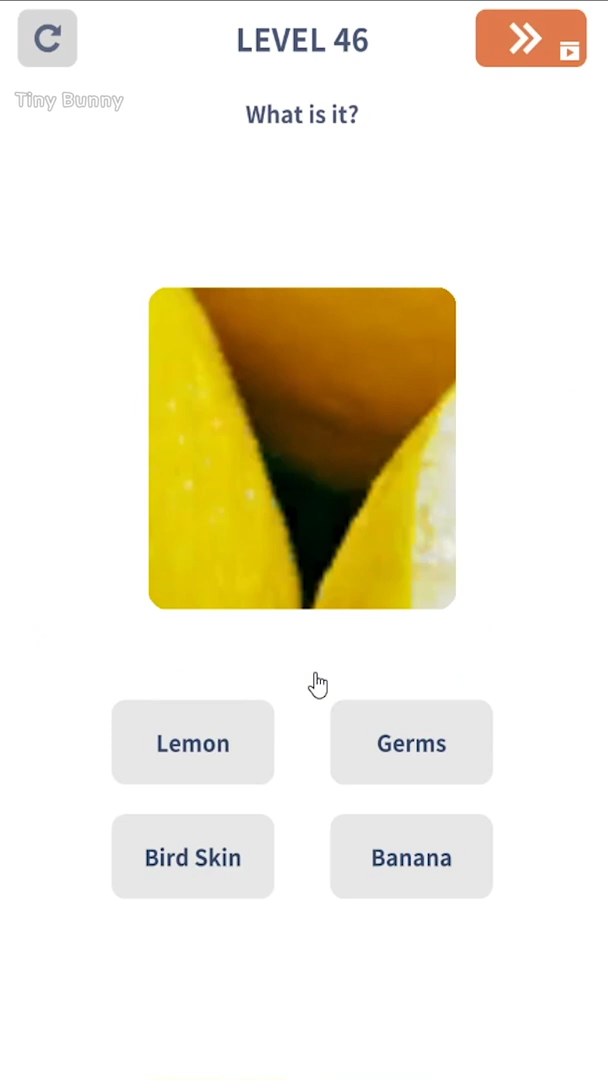 LEVEL 46
Tiny Bunny
What is it?
Lemon
Germs
Bird Skin
Banana